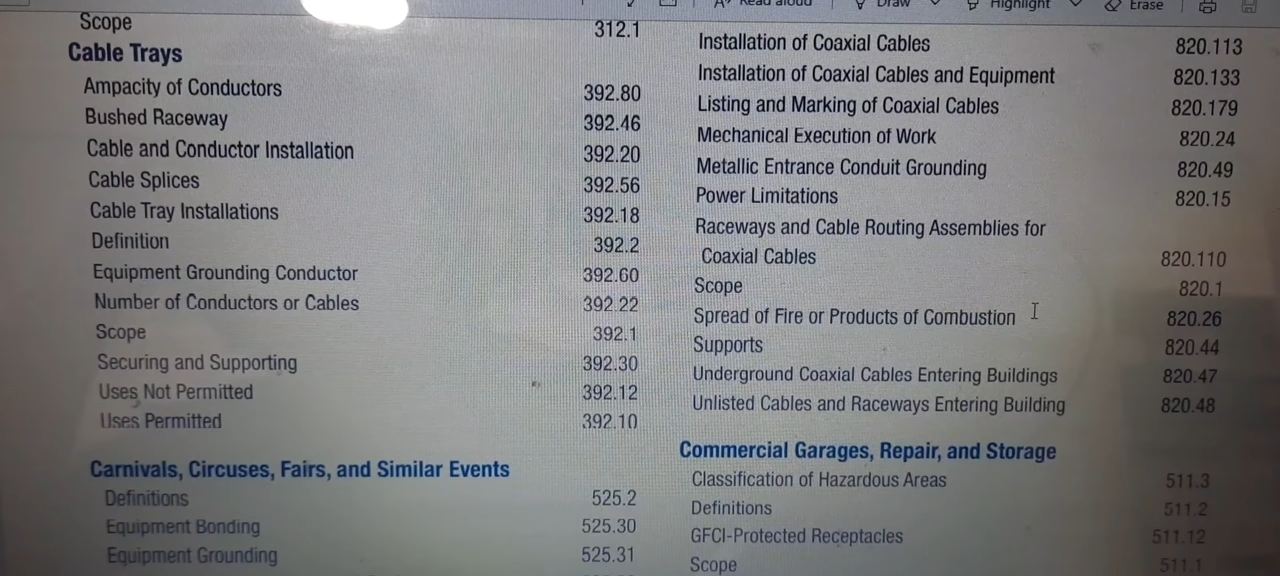 Read aloud
Draw
Highlight
Erase
Scope 312.1
Cable Trays
Ampacity of Conductors 392.80
Bushed Raceway 392.46
Cable and Conductor Installation 392.20
Cable Splices 392.56
Cable Tray Installations 392.18
Definition 392.2
Equipment Grounding Conductor 392.60
Number of Conductors or Cables 392.22
Scope 392.1
Securing and Supporting 392.30
Uses Not Permitted 392.12
Uses Permitted 392.10
Carnivals, Circuses, Fairs, and Similar Events
Definitions 525.2
Equipment Bonding 525.30
Equipment Grounding 525.31
Installation of Coaxial Cables 820.113
Installation of Coaxial Cables and Equipment 820.133
Listing and Marking of Coaxial Cables 820.179
Mechanical Execution of Work 820.24
Metallic Entrance Conduit Grounding 820.49
Power Limitations 820.15
Raceways and Cable Routing Assemblies for
Coaxial Cables 820.110
Scope 820.1
Spread of Fire or Products of Combustion 820.26
Supports 820.44
Underground Coaxial Cables Entering Buildings 820.47
Unlisted Cables and Raceways Entering Building 820.48
Commercial Garages, Repair, and Storage
Classification of Hazardous Areas 511.3
Definitions 511.2
GFCI-Protected Receptacles 511.12
Scope 511.1